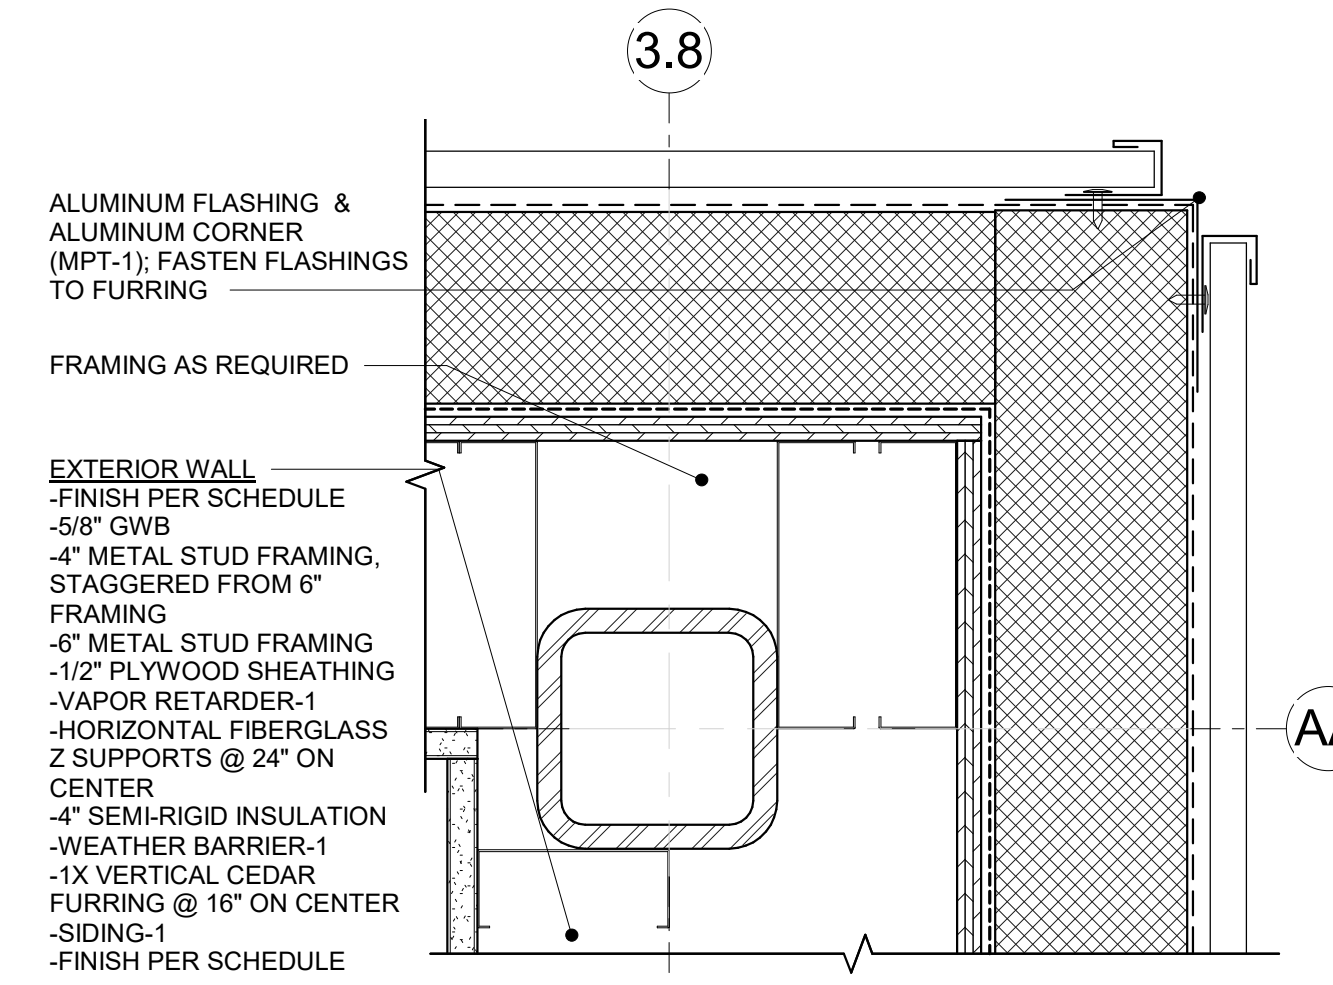 3.8
ALUMINUM FLASHING &
ALUMINUM CORNER
(MPT-1); FASTEN FLASHINGS
TO FURRING
FRAMING AS REQUIRED
EXTERIOR WALL
-FINISH PER SCHEDULE
-5/8" GWB
-4" METAL STUD FRAMING,
STAGGERED FROM 6"
FRAMING
-6" METAL STUD FRAMING
-1/2" PLYWOOD SHEATHING
-VAPOR RETARDER-1
-HORIZONTAL FIBERGLASS
Z SUPPORTS @ 24" ON
CENTER
-4" SEMI-RIGID INSULATION
-WEATHER BARRIER-1
-1X VERTICAL CEDAR
FURRING @ 16" ON CENTER
-SIDING-1
-FINISH PER SCHEDULE